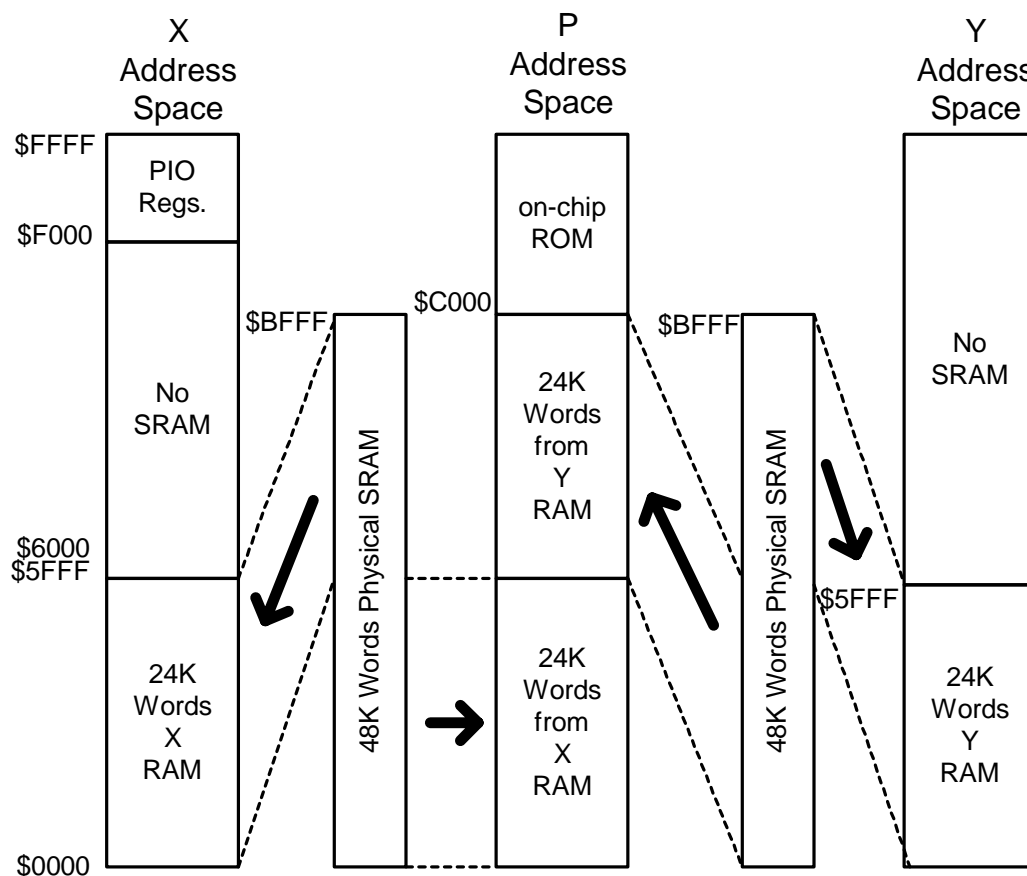 X
Address
Space
P
Address
Space
Y
Address
Space
$FFFF
PIO
Regs.
$F000
on-chip
ROM
$BFFF
$C000
$BFFF
No
SRAM
24K
Words
from
Y
RAM
No
SRAM
48K Words Physical SRAM
48K Words Physical SRAM
$6000
$5FFF
$5FFF
24K
Words
X
RAM
24K
Words
from
X
RAM
24K
Words
Y
RAM
$0000